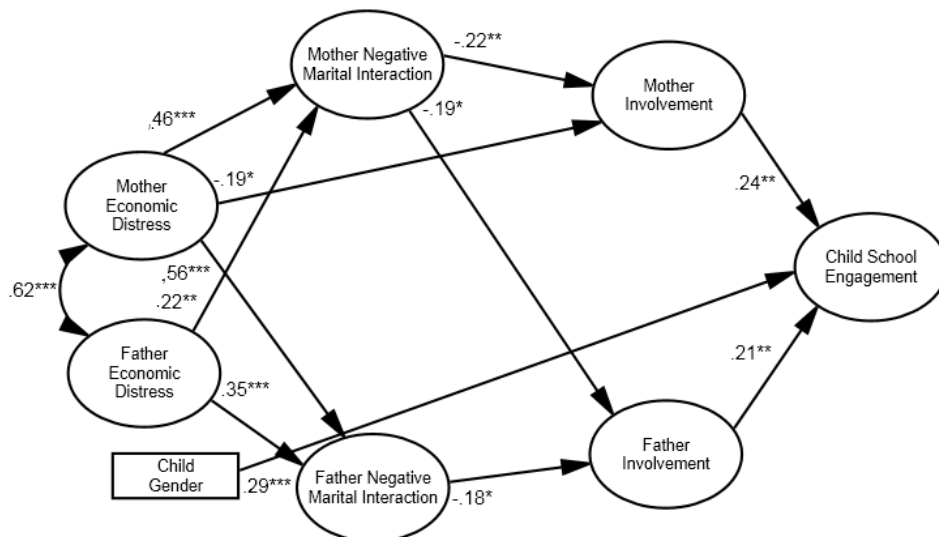 Mother Negative
Marital Interaction
-.22**
Mother
Involvement
-.19*
,46***
Mother
Economic
Distress
-.19*
.24**
Child School
Engagement
.62***
,56***
.22**
Father
Economic
Distress
.35***
.21**
Child
Gender
.29***
Father Negative
Marital Interaction
-.18*
Father
Involvement